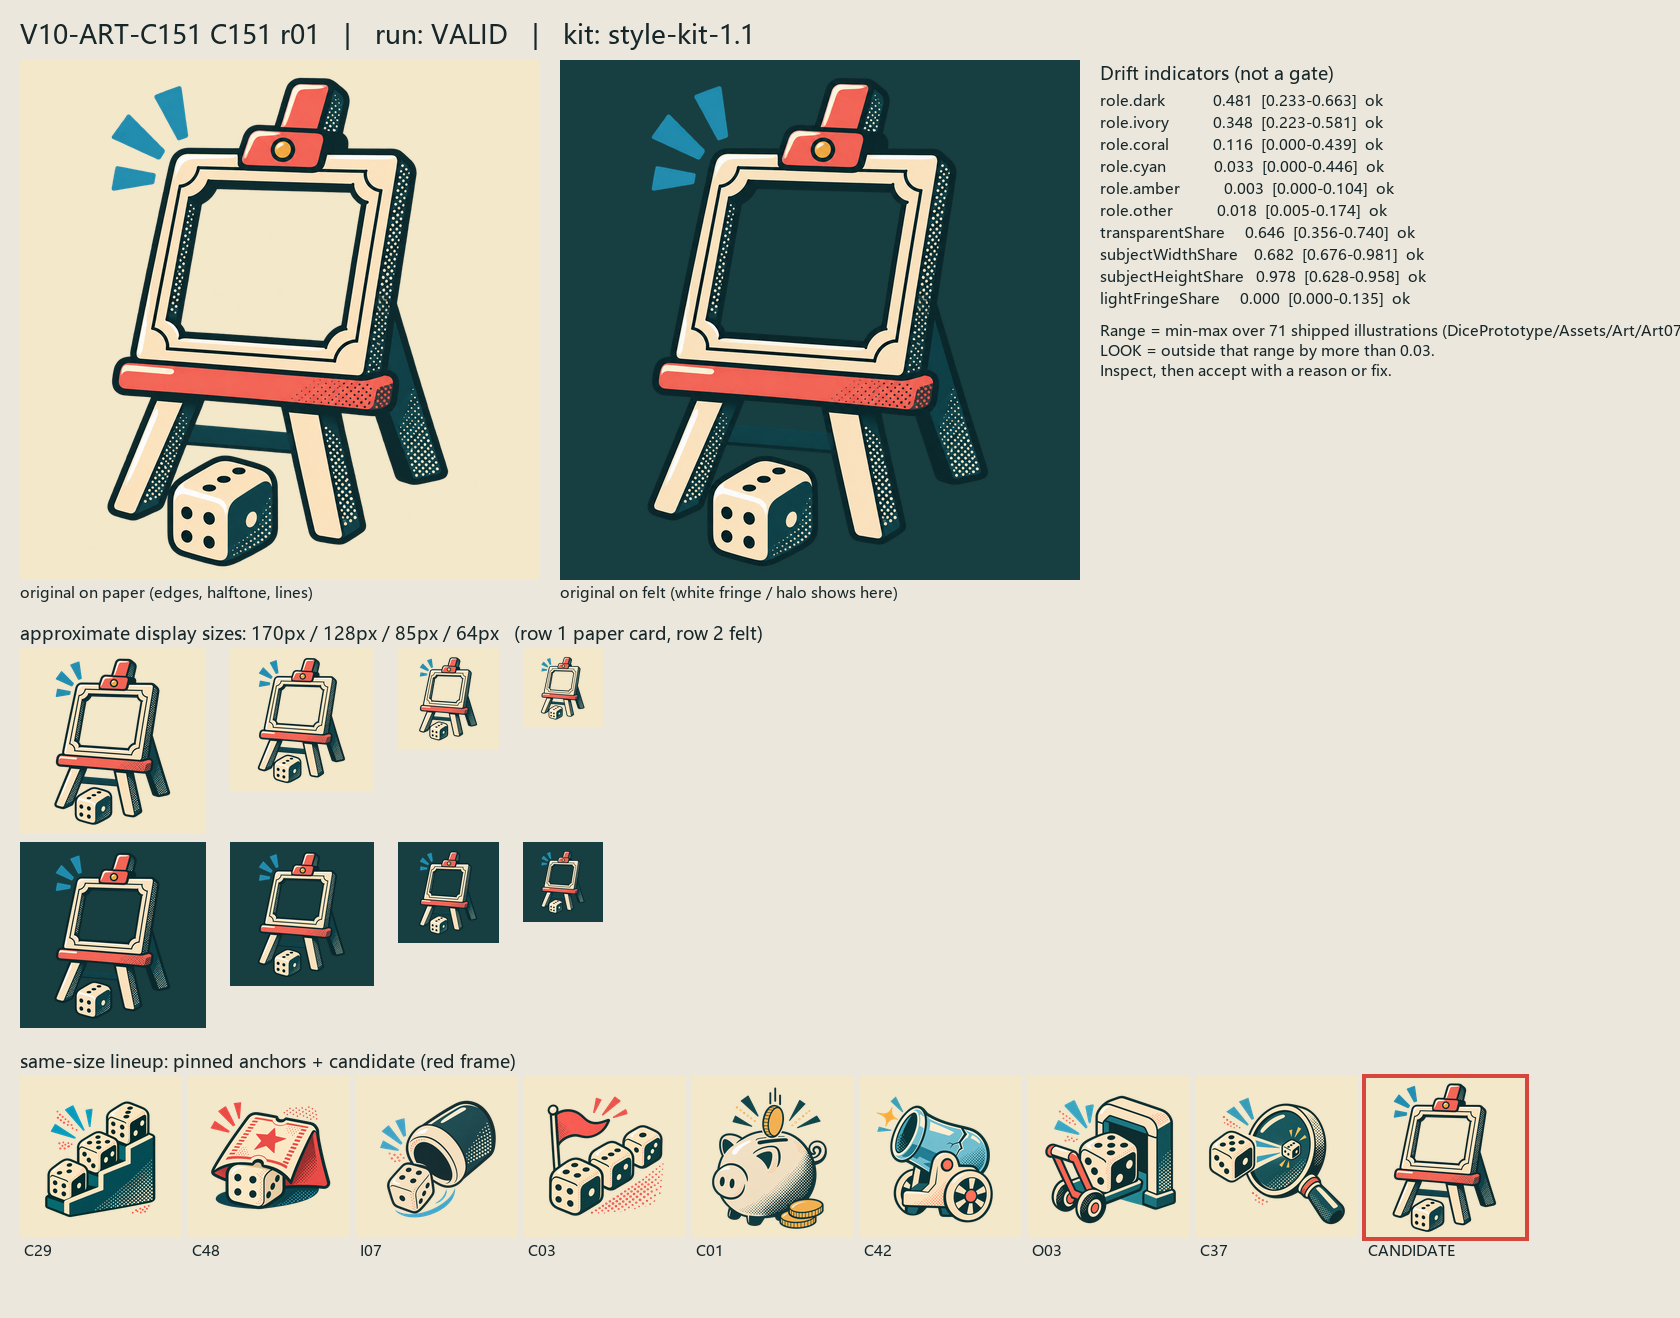 V10-ART-C151 C151 r01   |   run: VALID   |   kit: style-kit-1.1
Drift indicators (not a gate)
role.dark 0.481 [0.233-0.663] ok
role.ivory 0.348 [0.223-0.581] ok
role.coral 0.116 [0.000-0.439] ok
role.cyan 0.033 [0.000-0.446] ok
role.amber 0.003 [0.000-0.104] ok
role.other 0.018 [0.005-0.174] ok
transparentShare 0.646 [0.356-0.740] ok
subjectWidthShare 0.682 [0.676-0.981] ok
subjectHeightShare 0.978 [0.628-0.958] ok
lightFringeShare 0.000 [0.000-0.135] ok
Range = min-max over 71 shipped illustrations (DicePrototype/Assets/Art/Art07
LOOK = outside that range by more than 0.03.
Inspect, then accept with a reason or fix.
original on paper (edges, halftone, lines)
original on felt (white fringe / halo shows here)
approximate display sizes: 170px / 128px / 85px / 64px   (row 1 paper card, row 2 felt)
same-size lineup: pinned anchors + candidate (red frame)
C29
C48
I07
C03
C01
C42
O03
C37
CANDIDATE